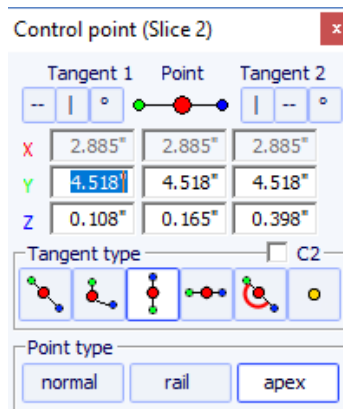 Control point (Slice 2) x
Tangent 1 Point Tangent 2
-- | ° | -- °
X 2.885" 2.885" 2.885"
Y 4.518" 4.518" 4.518"
Z 0.108" 0.165" 0.398"
Tangent type C2
Point type
normal rail apex